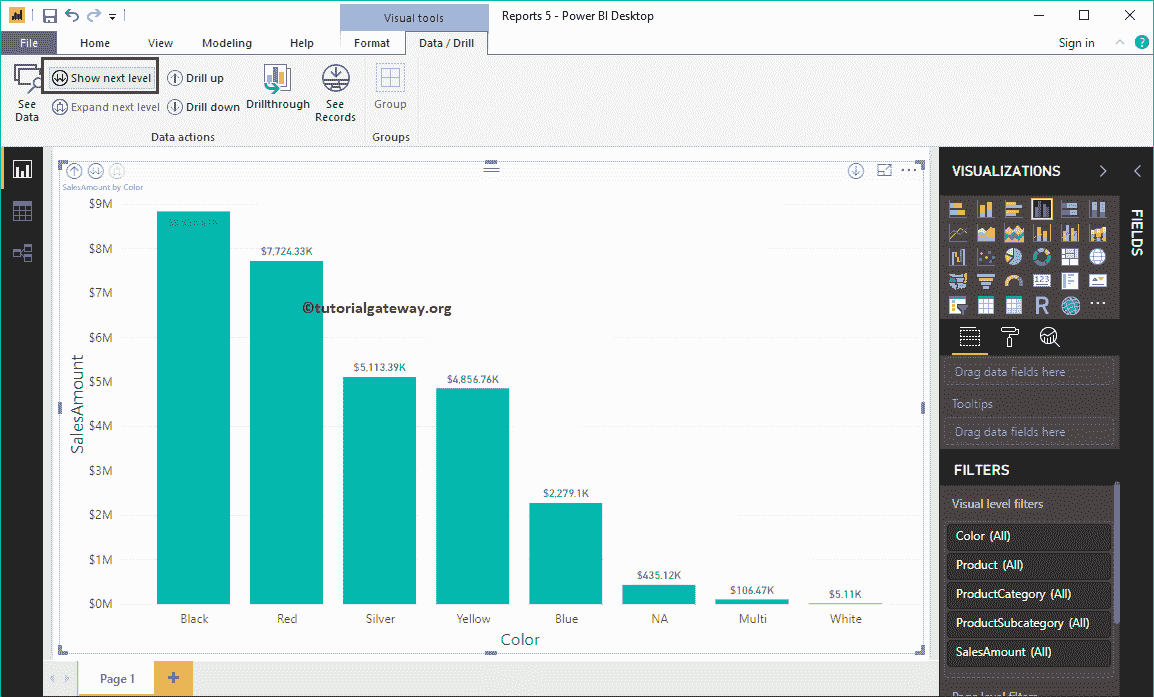 Visual tools
Reports 5 - Power BI Desktop
File Home View Modeling Help Format Data / Drill Sign in
Show next level Drill up
See Data
Expand next level Drill down
Drillthrough
See Records
Group
Data actions
Groups
SalesAmount by Color
$9M
$8M
$7M
$6M
$5M
$4M
$3M
$2M
$1M
$0M
SalesAmount
$7,724.33K
©tutorialgateway.org
$5,113.39K
$4,856.76K
$2,279.1K
$435.12K
$106.47K
$5.11K
Black Red Silver Yellow Blue NA Multi White
Color
Page 1
VISUALIZATIONS
FIELDS
123
R
Drag data fields here
Tooltips
Drag data fields here
FILTERS
Visual level filters
Color (All)
Product (All)
ProductCategory (All)
ProductSubcategory (All)
SalesAmount (All)
Page level filters